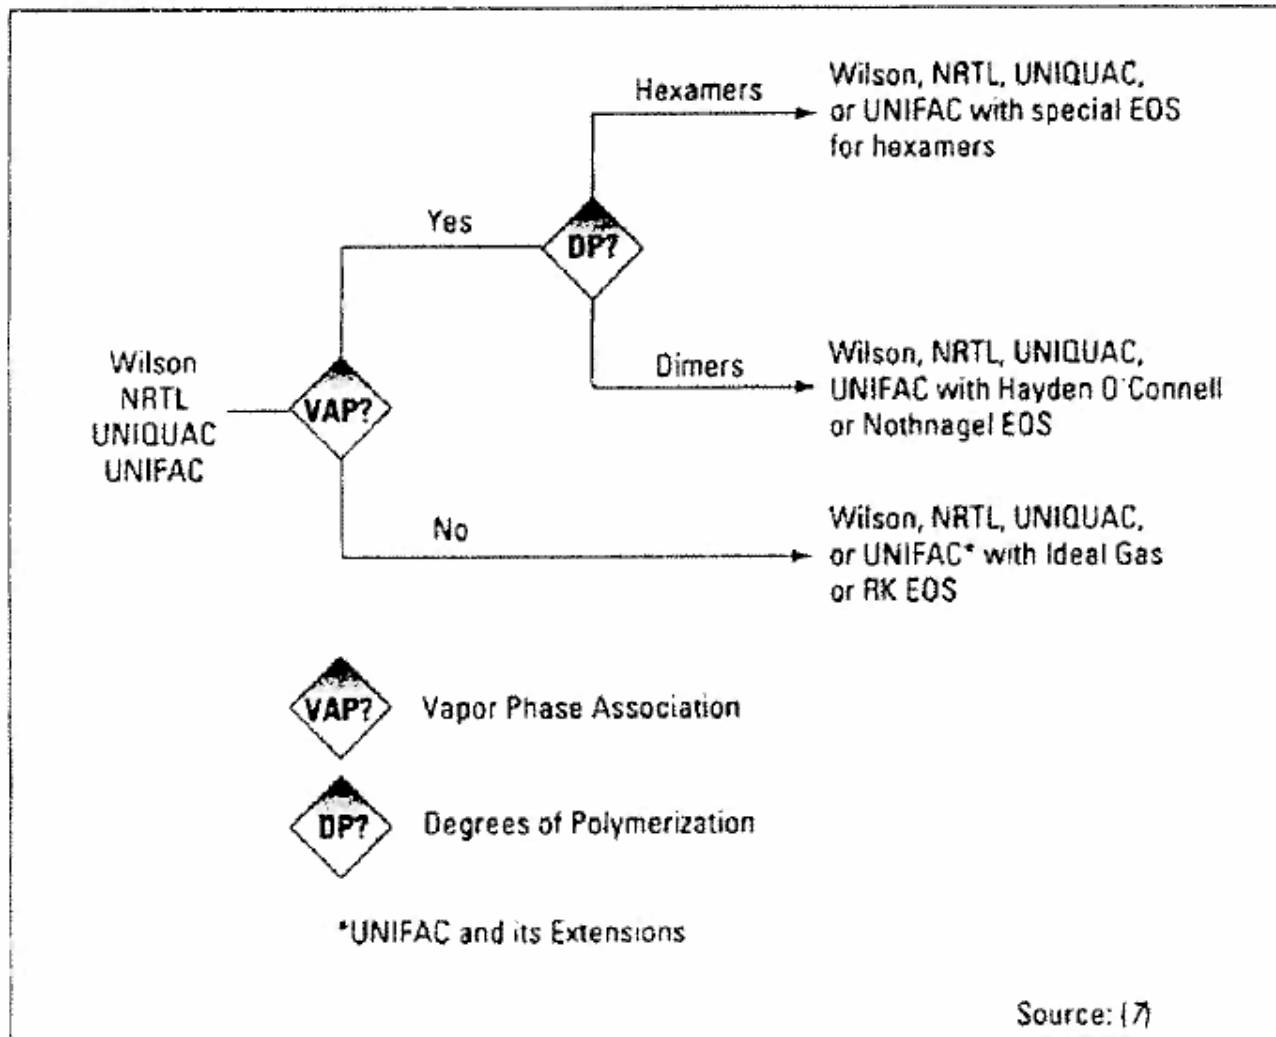 Hexamers
Wilson, NRTL, UNIQUAC,
or UNIFAC with special EOS
for hexamers
Yes
DP?
Wilson
NRTL
UNIQUAC
UNIFAC
VAP?
Dimers
Wilson, NRTL, UNIQUAC,
UNIFAC with Hayden O'Connell
or Nothnagel EOS
No
Wilson, NRTL, UNIQUAC,
or UNIFAC* with Ideal Gas
or RK EOS
VAP? Vapor Phase Association
DP? Degrees of Polymerization
*UNIFAC and its Extensions
Source: (7)